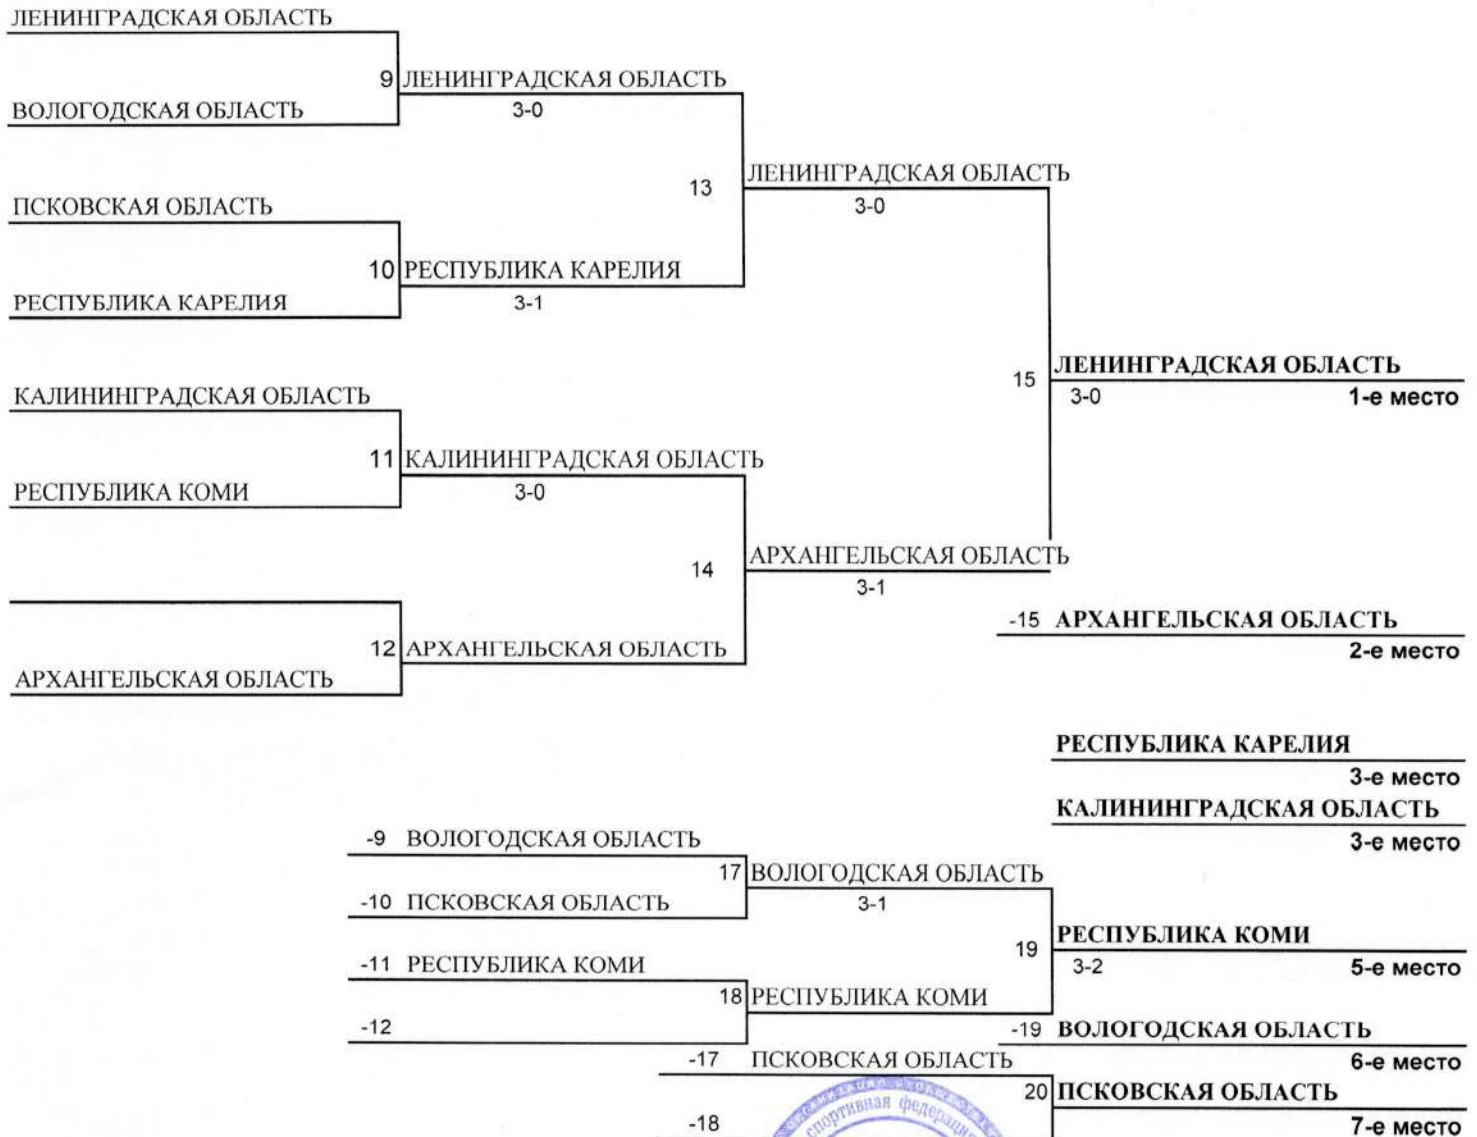 ЛЕНИНГРАДСКАЯ ОБЛАСТЬ
9 ЛЕНИНГРАДСКАЯ ОБЛАСТЬ
ВОЛОГОДСКАЯ ОБЛАСТЬ
3-0
13 ЛЕНИНГРАДСКАЯ ОБЛАСТЬ
3-0
ПСКОВСКАЯ ОБЛАСТЬ
10 РЕСПУБЛИКА КАРЕЛИЯ
РЕСПУБЛИКА КАРЕЛИЯ
3-1
15 ЛЕНИНГРАДСКАЯ ОБЛАСТЬ
3-0 1-е место
КАЛИНИНГРАДСКАЯ ОБЛАСТЬ
11 КАЛИНИНГРАДСКАЯ ОБЛАСТЬ
РЕСПУБЛИКА КОМИ
3-0
14 АРХАНГЕЛЬСКАЯ ОБЛАСТЬ
3-1
-15 АРХАНГЕЛЬСКАЯ ОБЛАСТЬ
2-е место
12 АРХАНГЕЛЬСКАЯ ОБЛАСТЬ
АРХАНГЕЛЬСКАЯ ОБЛАСТЬ
РЕСПУБЛИКА КАРЕЛИЯ
3-е место
КАЛИНИНГРАДСКАЯ ОБЛАСТЬ
3-е место
-9 ВОЛОГОДСКАЯ ОБЛАСТЬ
17 ВОЛОГОДСКАЯ ОБЛАСТЬ
-10 ПСКОВСКАЯ ОБЛАСТЬ
3-1
19 РЕСПУБЛИКА КОМИ
3-2 5-е место
-11 РЕСПУБЛИКА КОМИ
18 РЕСПУБЛИКА КОМИ
-12
-19 ВОЛОГОДСКАЯ ОБЛАСТЬ
6-е место
-17 ПСКОВСКАЯ ОБЛАСТЬ
20 ПСКОВСКАЯ ОБЛАСТЬ
7-е место
-18
спортивная федерация